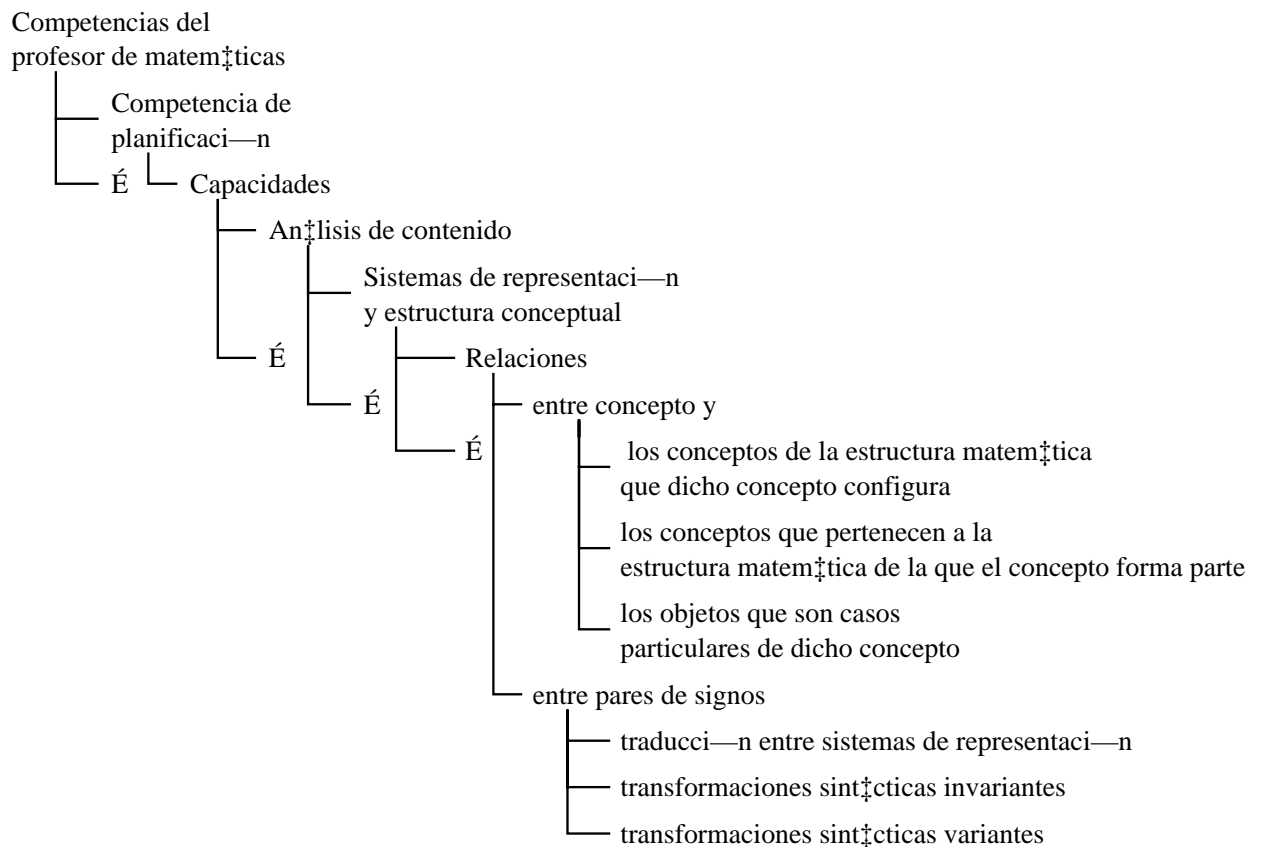 Competencias del
profesor de matem‡ticas
Competencia de
planificaci—n
É
Capacidades
An‡lisis de contenido
Sistemas de representaci—n
y estructura conceptual
É
Relaciones
É
entre concepto y
É
los conceptos de la estructura matem‡tica
que dicho concepto configura
los conceptos que pertenecen a la
estructura matem‡tica de la que el concepto forma parte
los objetos que son casos
particulares de dicho concepto
entre pares de signos
traducci—n entre sistemas de representaci—n
transformaciones sint‡cticas invariantes
transformaciones sint‡cticas variantes